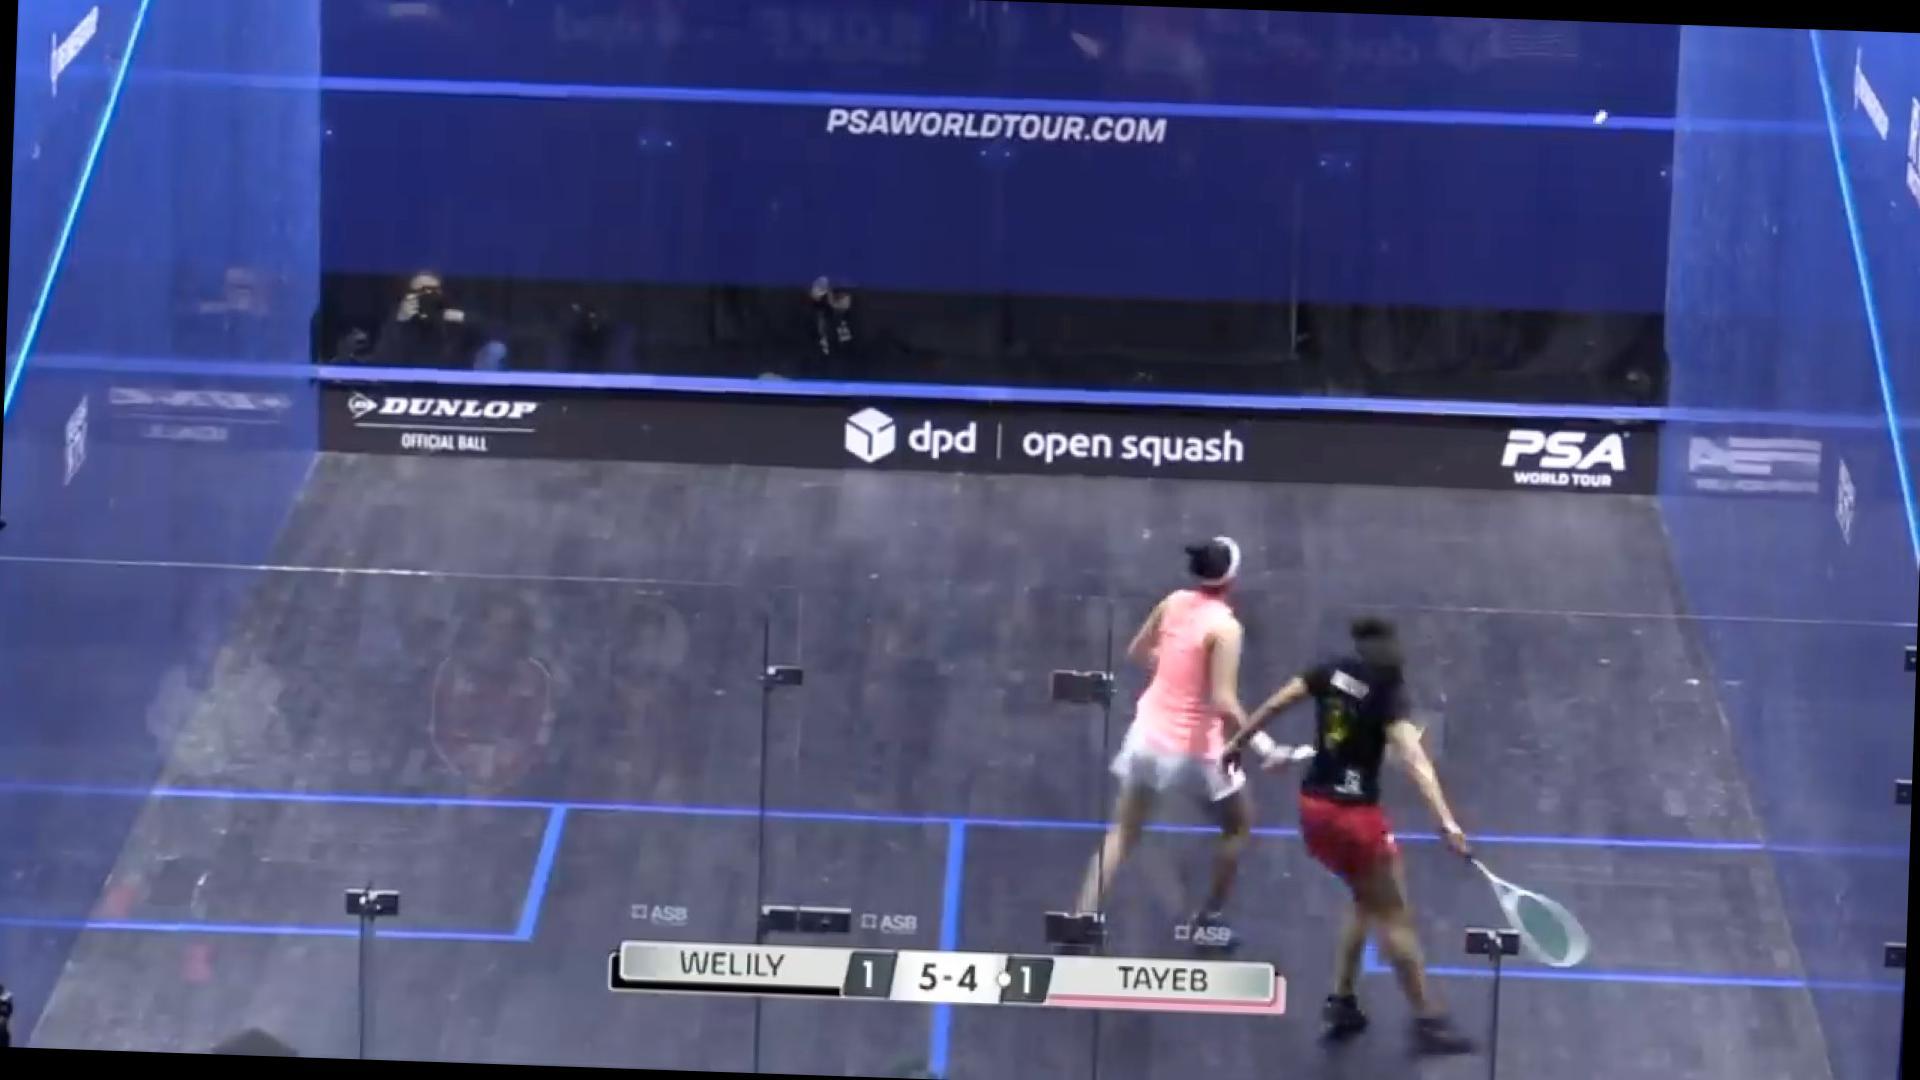 PSAWORLDTOUR.COM
DUNLOP
OFFICIAL BALL
dpd | open squash
PSA
WORLD TOUR
ASB
ASB
ASB
WELILY 1 5-4 1 TAYEB